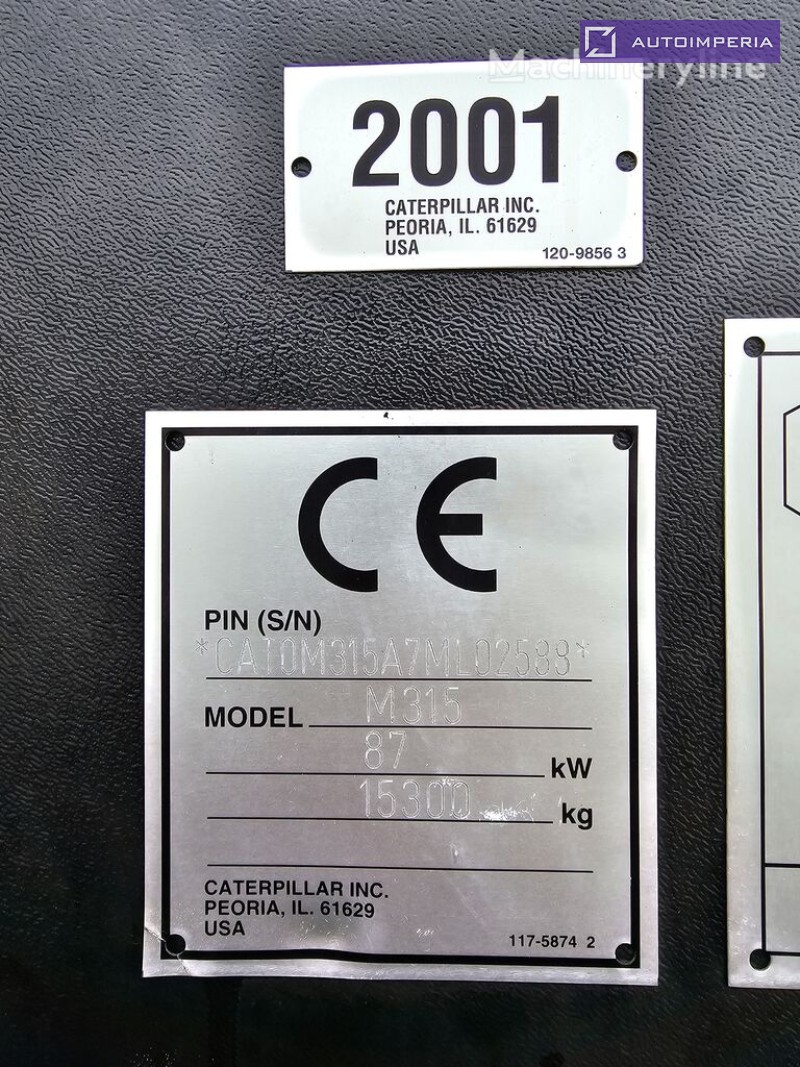 AUTOIMPERIA
Machineryline
2001
CATERPILLAR INC.
PEORIA, IL. 61629
USA
120-9856 3
CE
PIN (S/N)
*CAT0M315A7ML02588*
MODEL M315
87 kW
15300 kg
CATERPILLAR INC.
PEORIA, IL. 61629
USA
117-5874 2